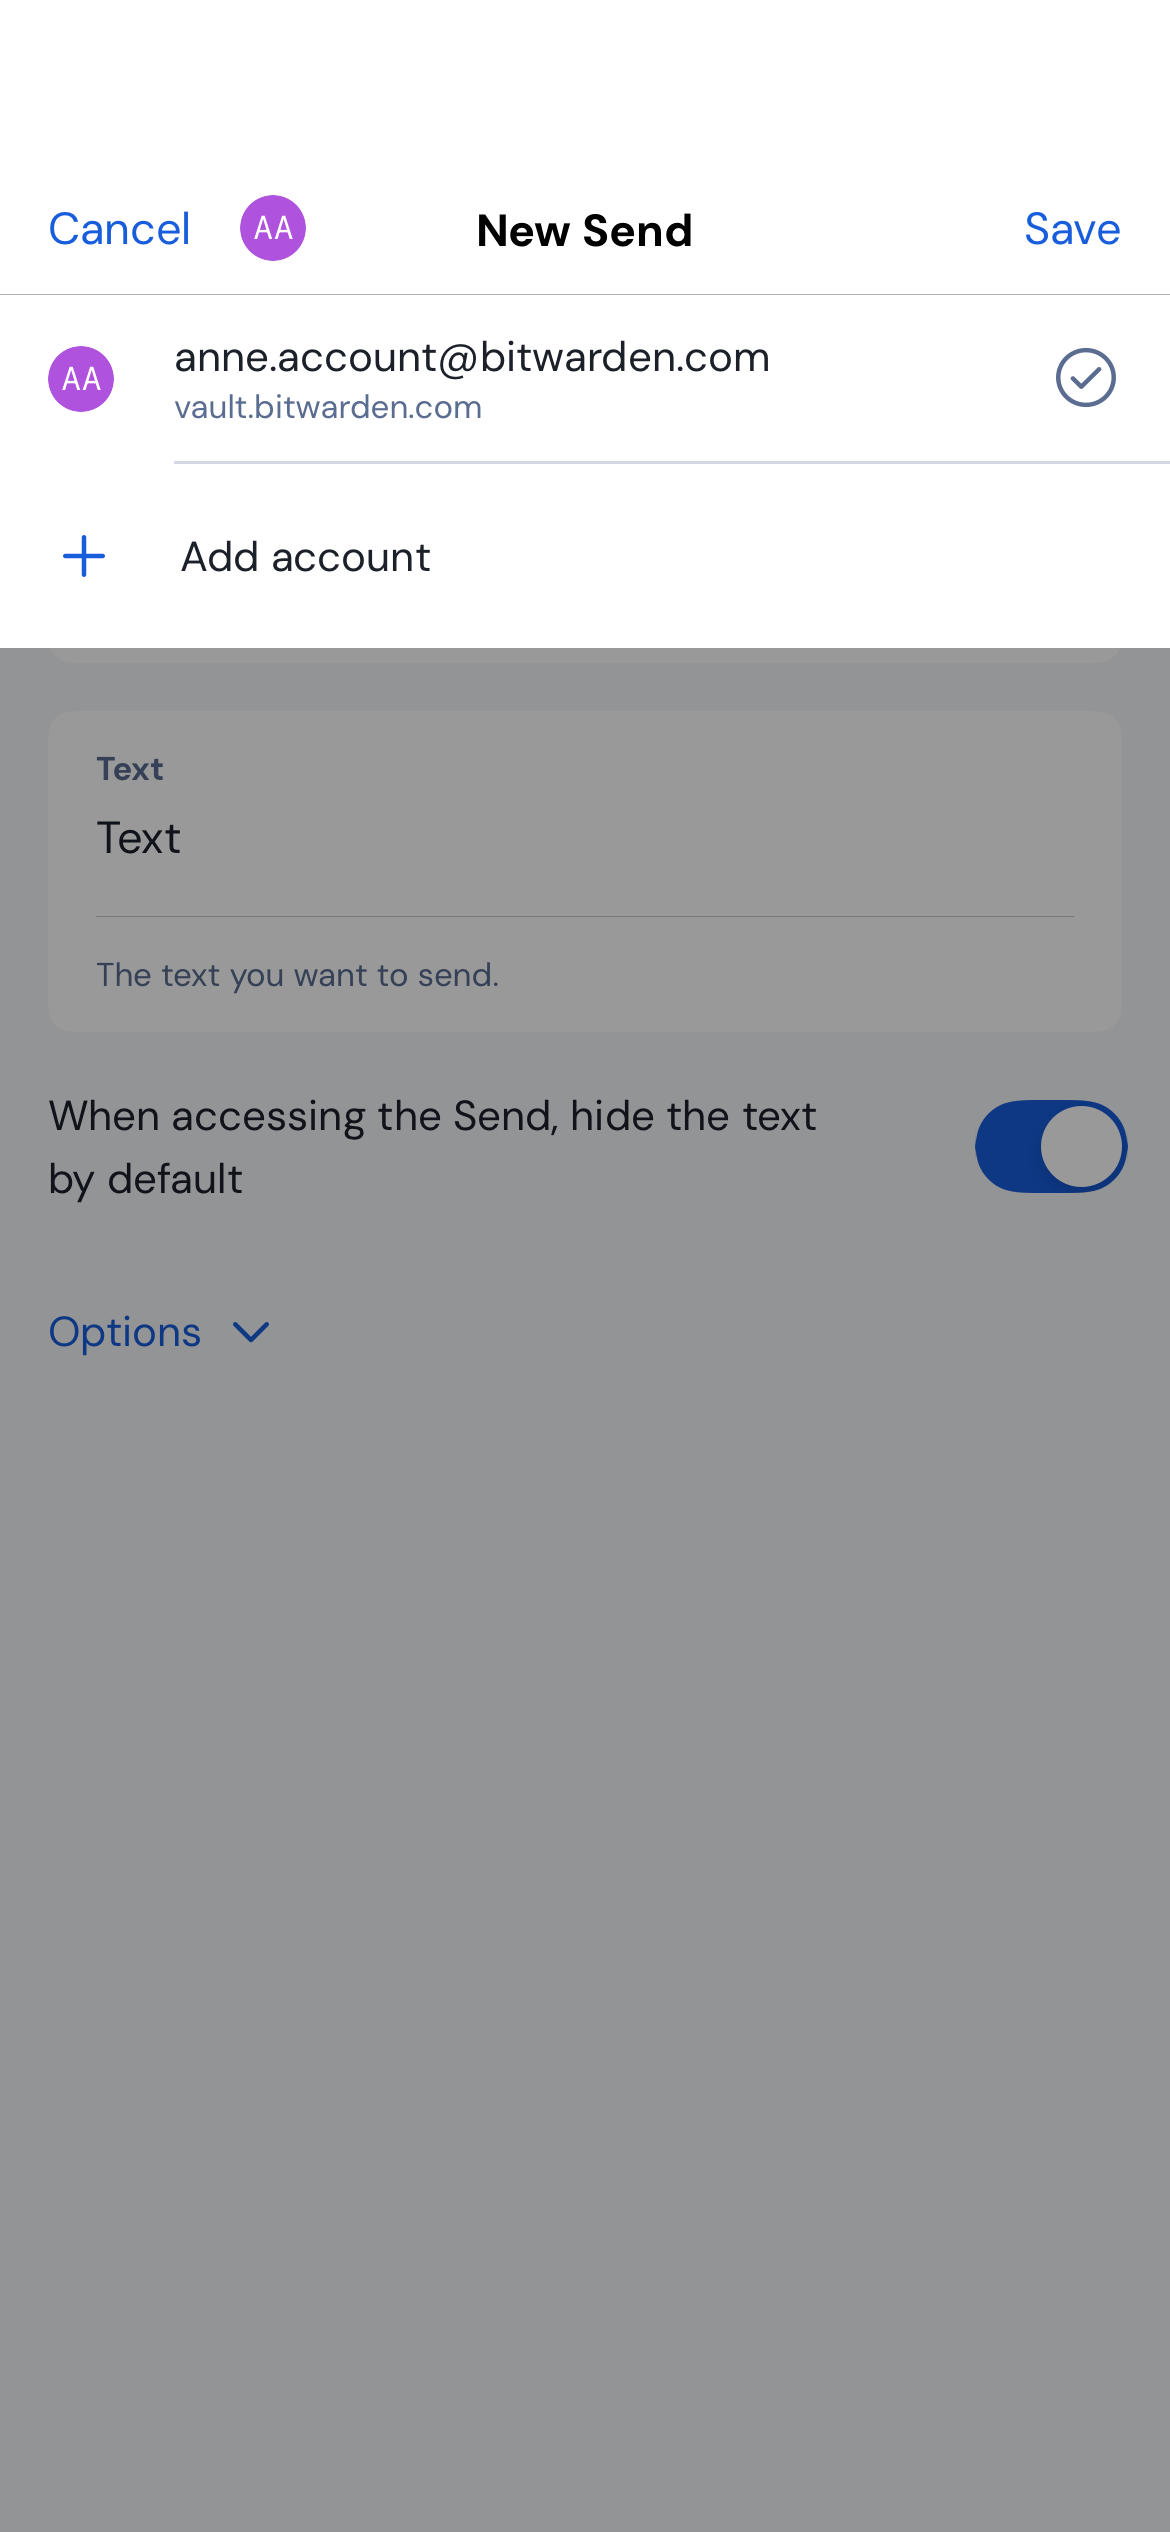 Cancel AA New Send Save
AA anne.account@bitwarden.com
vault.bitwarden.com
Add account
Text
Text
The text you want to send.
When accessing the Send, hide the text
by default
Options